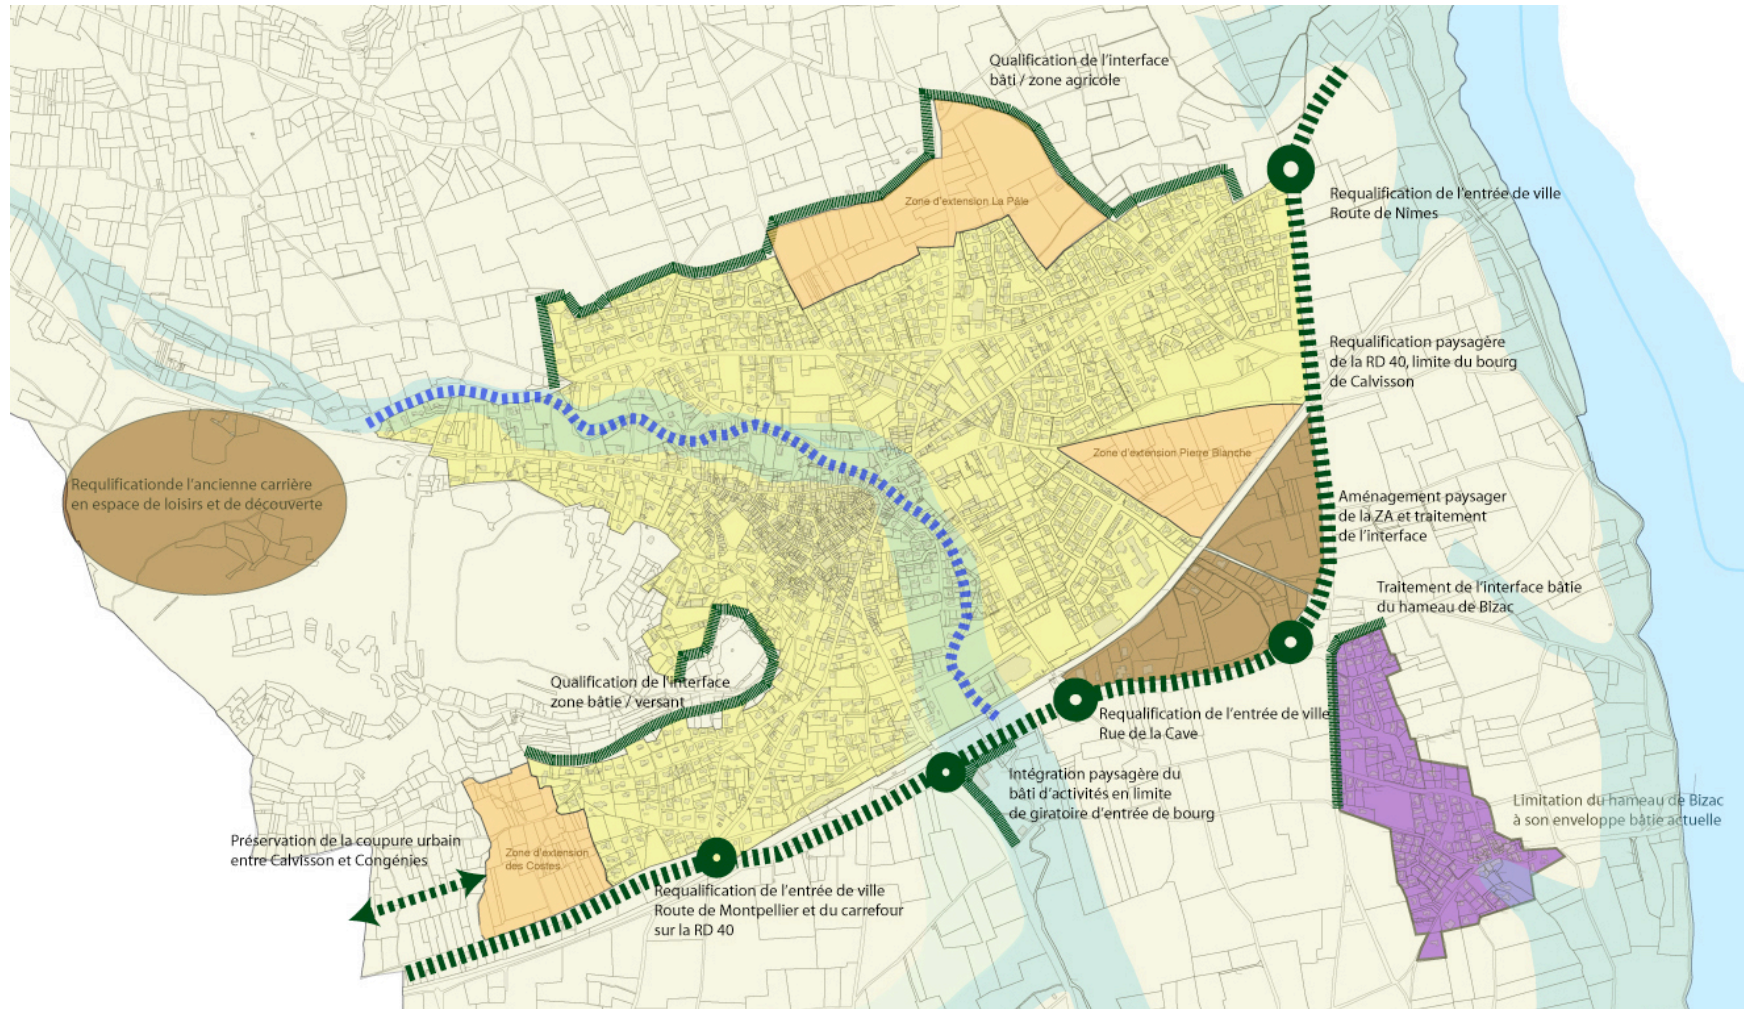 Qualification de l'interface
bâti / zone agricole
Zone d'extension La Pâle
Requalification de l'entrée de ville
Route de Nîmes
Requalification paysagère
de la RD 40, limite du bourg
de Calvisson
Zone d'extension Pierre Blanche
Requlificationde l'ancienne carrière
en espace de loisirs et de découverte
Aménagement paysager
de la ZA et traitement
de l'interface
Traitement de l'interface bâtie
du hameau de Bizac
Qualification de l'interface
zone bâtie / versant
Requalification de l'entrée de ville
Rue de la Cave
Intégration paysagère du
bâti d'activités en limite
de giratoire d'entrée de bourg
Limitation du hameau de Bizac
à son enveloppe bâtie actuelle
Préservation de la coupure urbain
entre Calvisson et Congénies
Zone d'extension
des Costes
Requalification de l'entrée de ville
Route de Montpellier et du carrefour
sur la RD 40